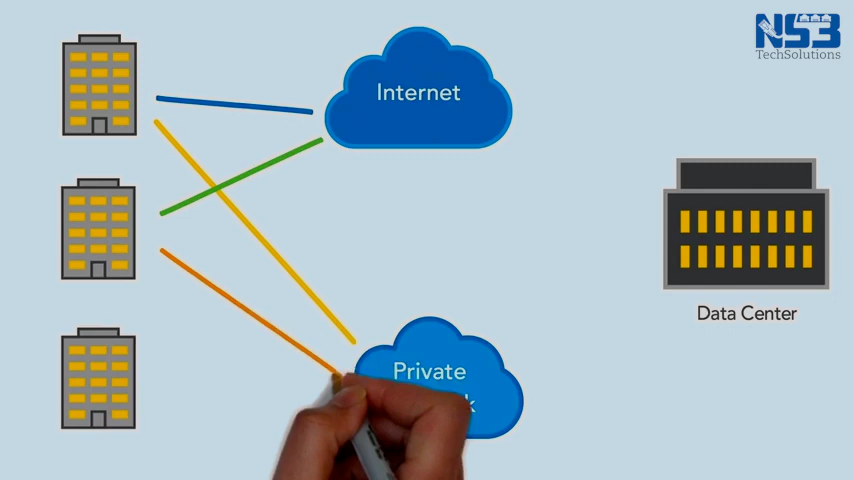 NS3
TechSolutions
Internet
Data Center
Private
k